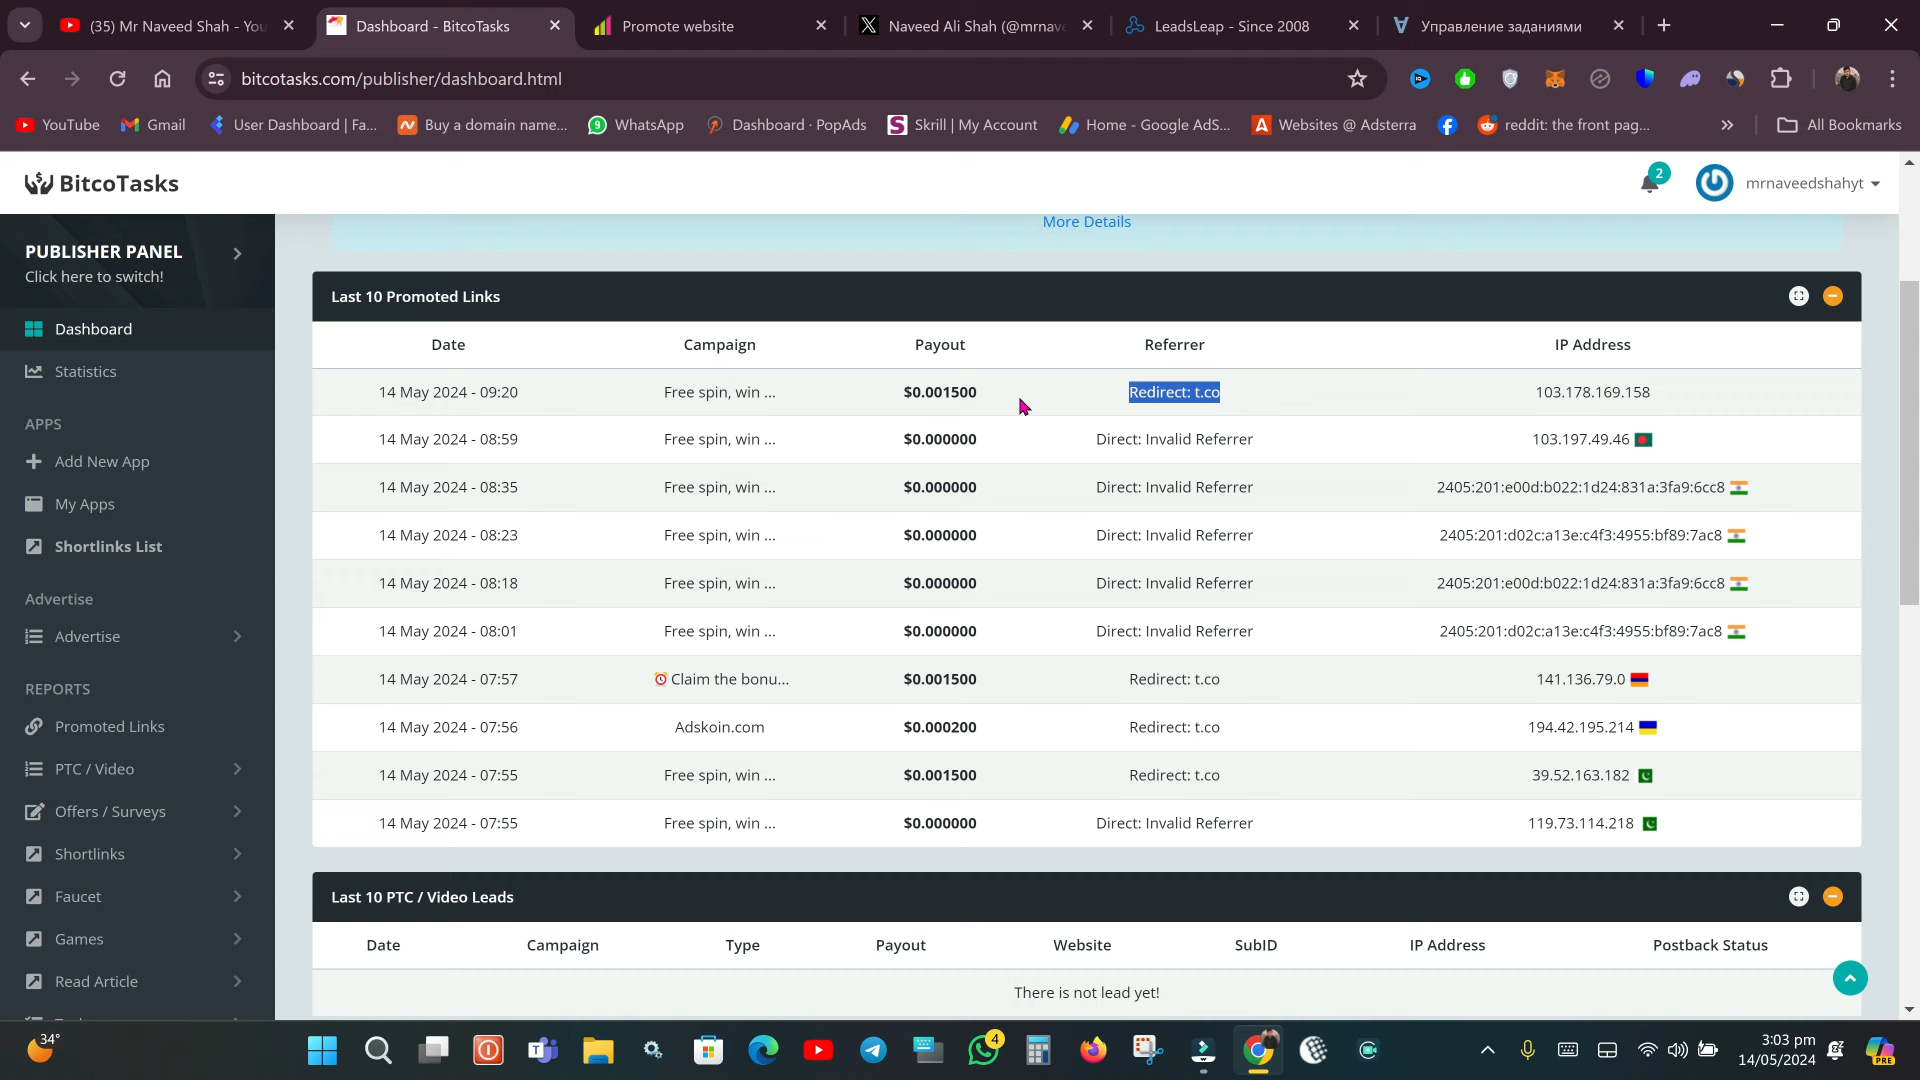 (35) Mr Naveed Shah - You
Dashboard - BitcoTasks
Promote website
Naveed Ali Shah (@mrnave
LeadsLeap - Since 2008
Управление заданиями
bitcotasks.com/publisher/dashboard.html
YouTube
Gmail
User Dashboard | Fa...
Buy a domain name...
WhatsApp
Dashboard · PopAds
Skrill | My Account
Home - Google AdS...
Websites @ Adsterra
reddit: the front pag...
All Bookmarks
BitcoTasks
2
mrnaveedshahyt
PUBLISHER PANEL
Click here to switch!
Dashboard
Statistics
APPS
Add New App
My Apps
Shortlinks List
Advertise
Advertise
REPORTS
Promoted Links
PTC / Video
Offers / Surveys
Shortlinks
Faucet
Games
Read Article
More Details
Last 10 Promoted Links
Date Campaign Payout Referrer IP Address
14 May 2024 - 09:20 Free spin, win ... $0.001500 Redirect: t.co 103.178.169.158
14 May 2024 - 08:59 Free spin, win ... $0.000000 Direct: Invalid Referrer 103.197.49.46
14 May 2024 - 08:35 Free spin, win ... $0.000000 Direct: Invalid Referrer 2405:201:e00d:b022:1d24:831a:3fa9:6cc8
14 May 2024 - 08:23 Free spin, win ... $0.000000 Direct: Invalid Referrer 2405:201:d02c:a13e:c4f3:4955:bf89:7ac8
14 May 2024 - 08:18 Free spin, win ... $0.000000 Direct: Invalid Referrer 2405:201:e00d:b022:1d24:831a:3fa9:6cc8
14 May 2024 - 08:01 Free spin, win ... $0.000000 Direct: Invalid Referrer 2405:201:d02c:a13e:c4f3:4955:bf89:7ac8
14 May 2024 - 07:57 Claim the bonu... $0.001500 Redirect: t.co 141.136.79.0
14 May 2024 - 07:56 Adskoin.com $0.000200 Redirect: t.co 194.42.195.214
14 May 2024 - 07:55 Free spin, win ... $0.001500 Redirect: t.co 39.52.163.182
14 May 2024 - 07:55 Free spin, win ... $0.000000 Direct: Invalid Referrer 119.73.114.218
Last 10 PTC / Video Leads
Date Campaign Type Payout Website SubID IP Address Postback Status
There is not lead yet!
34°
4
3:03 pm
14/05/2024
PRE